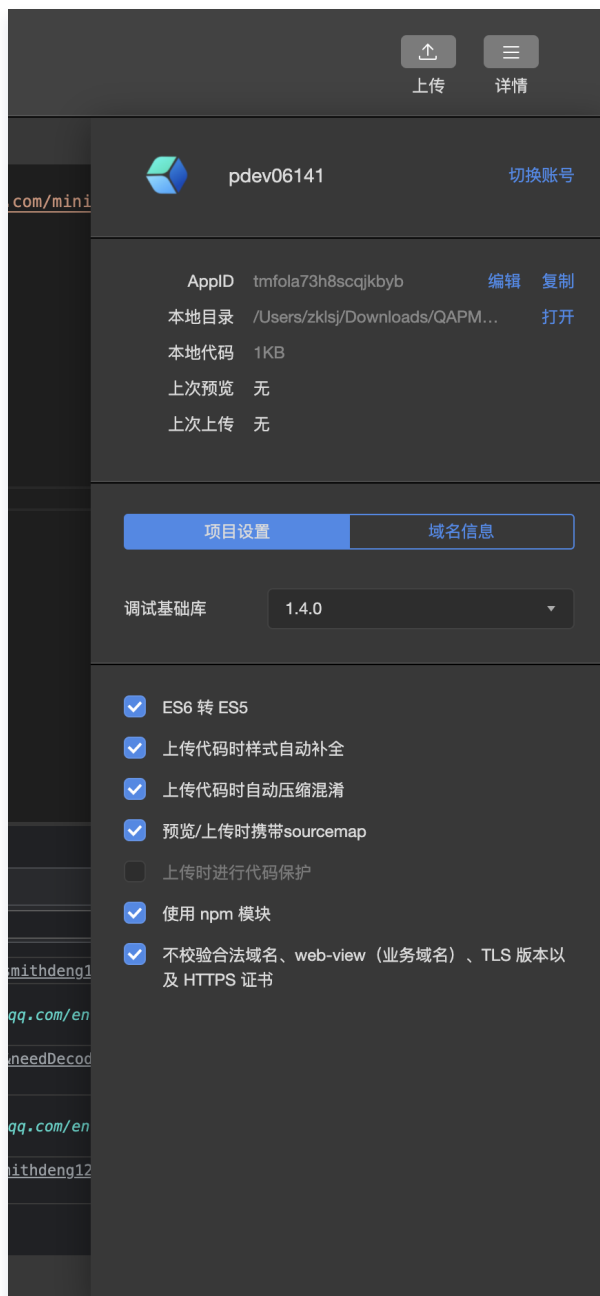 上传 详情
pdev06141 切换账号
.com/mini
AppID tmfola73h8scqjkbyb 编辑 复制
本地目录 /Users/zklsj/Downloads/QAPM... 打开
本地代码 1KB
上次预览 无
上次上传 无
项目设置 域名信息
调试基础库 1.4.0
ES6 转 ES5
上传代码时样式自动补全
上传代码时自动压缩混淆
预览/上传时携带sourcemap
上传时进行代码保护
使用 npm 模块
不校验合法域名、web-view（业务域名）、TLS 版本以
及 HTTPS 证书
smithdeng1
qq.com/en
&needDecod
qq.com/en
mithdeng12